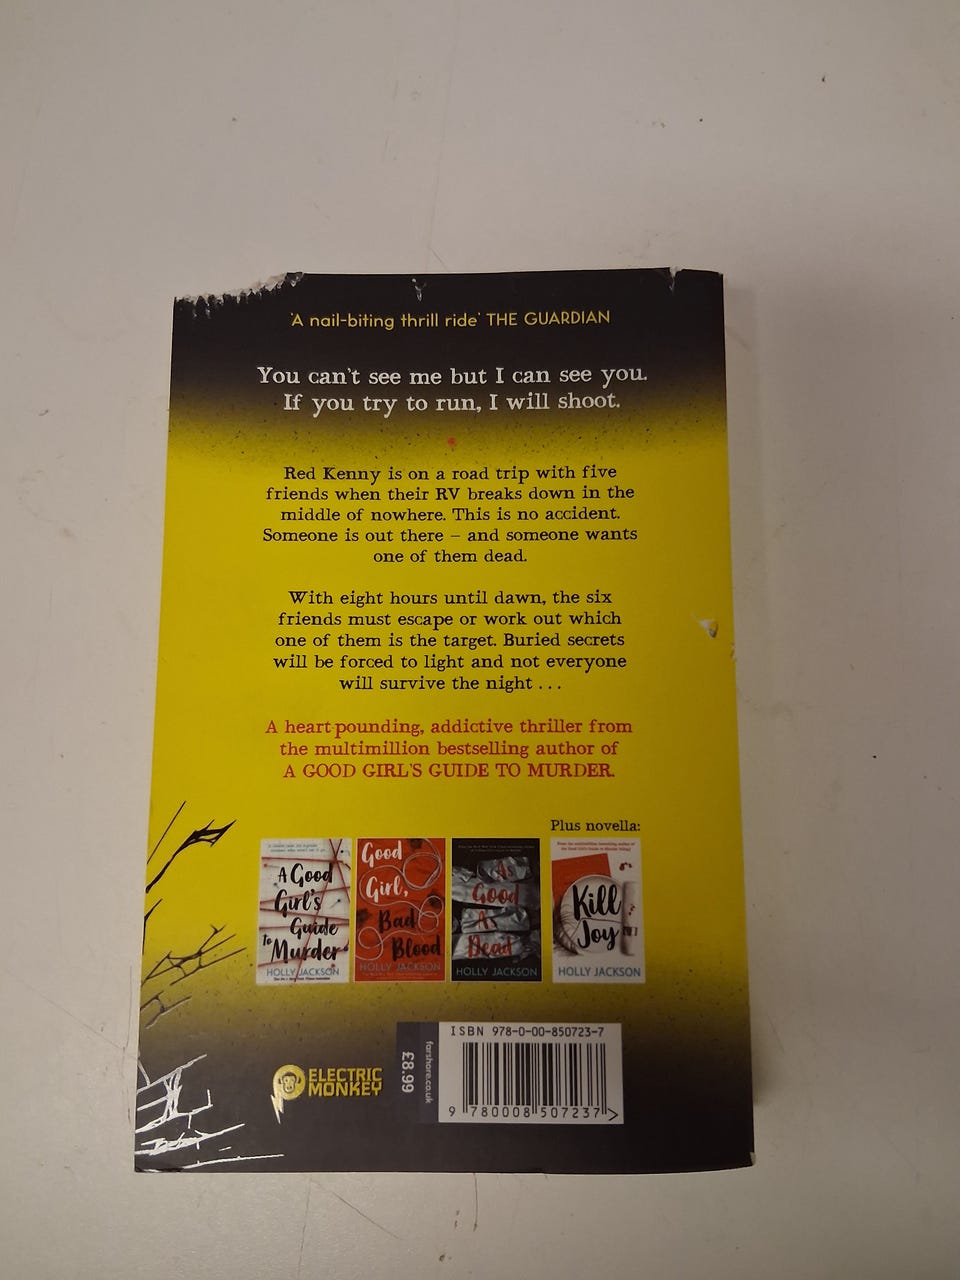 'A nail-biting thrill ride' THE GUARDIAN
You can't see me but I can see you.
If you try to run, I will shoot.
Red Kenny is on a road trip with five
friends when their RV breaks down in the
middle of nowhere. This is no accident.
Someone is out there – and someone wants
one of them dead.
With eight hours until dawn, the six
friends must escape or work out which
one of them is the target. Buried secrets
will be forced to light and not everyone
will survive the night ...
A heart-pounding, addictive thriller from
the multimillion bestselling author of
A GOOD GIRL'S GUIDE TO MURDER.
Plus novella:
A Good
Girl's
Guide
to Murder
HOLLY JACKSON
Good
Girl,
Bad
Blood
HOLLY JACKSON
As
Good
As
Dead
HOLLY JACKSON
Kill
Joy
HOLLY JACKSON
ELECTRIC
MONKEY
£8.99
farshore.co.uk
ISBN 978-0-00-850723-7
9 780008 507237 >